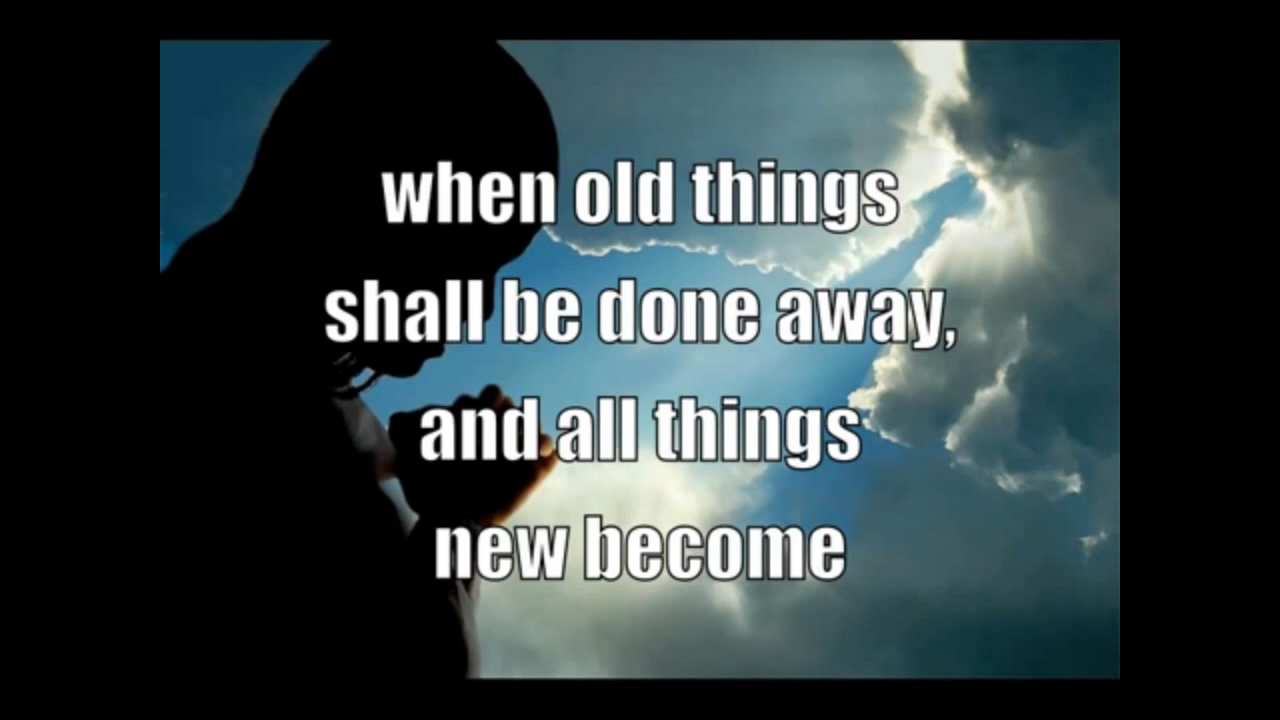 when old things
shall be done away,
and all things
new become